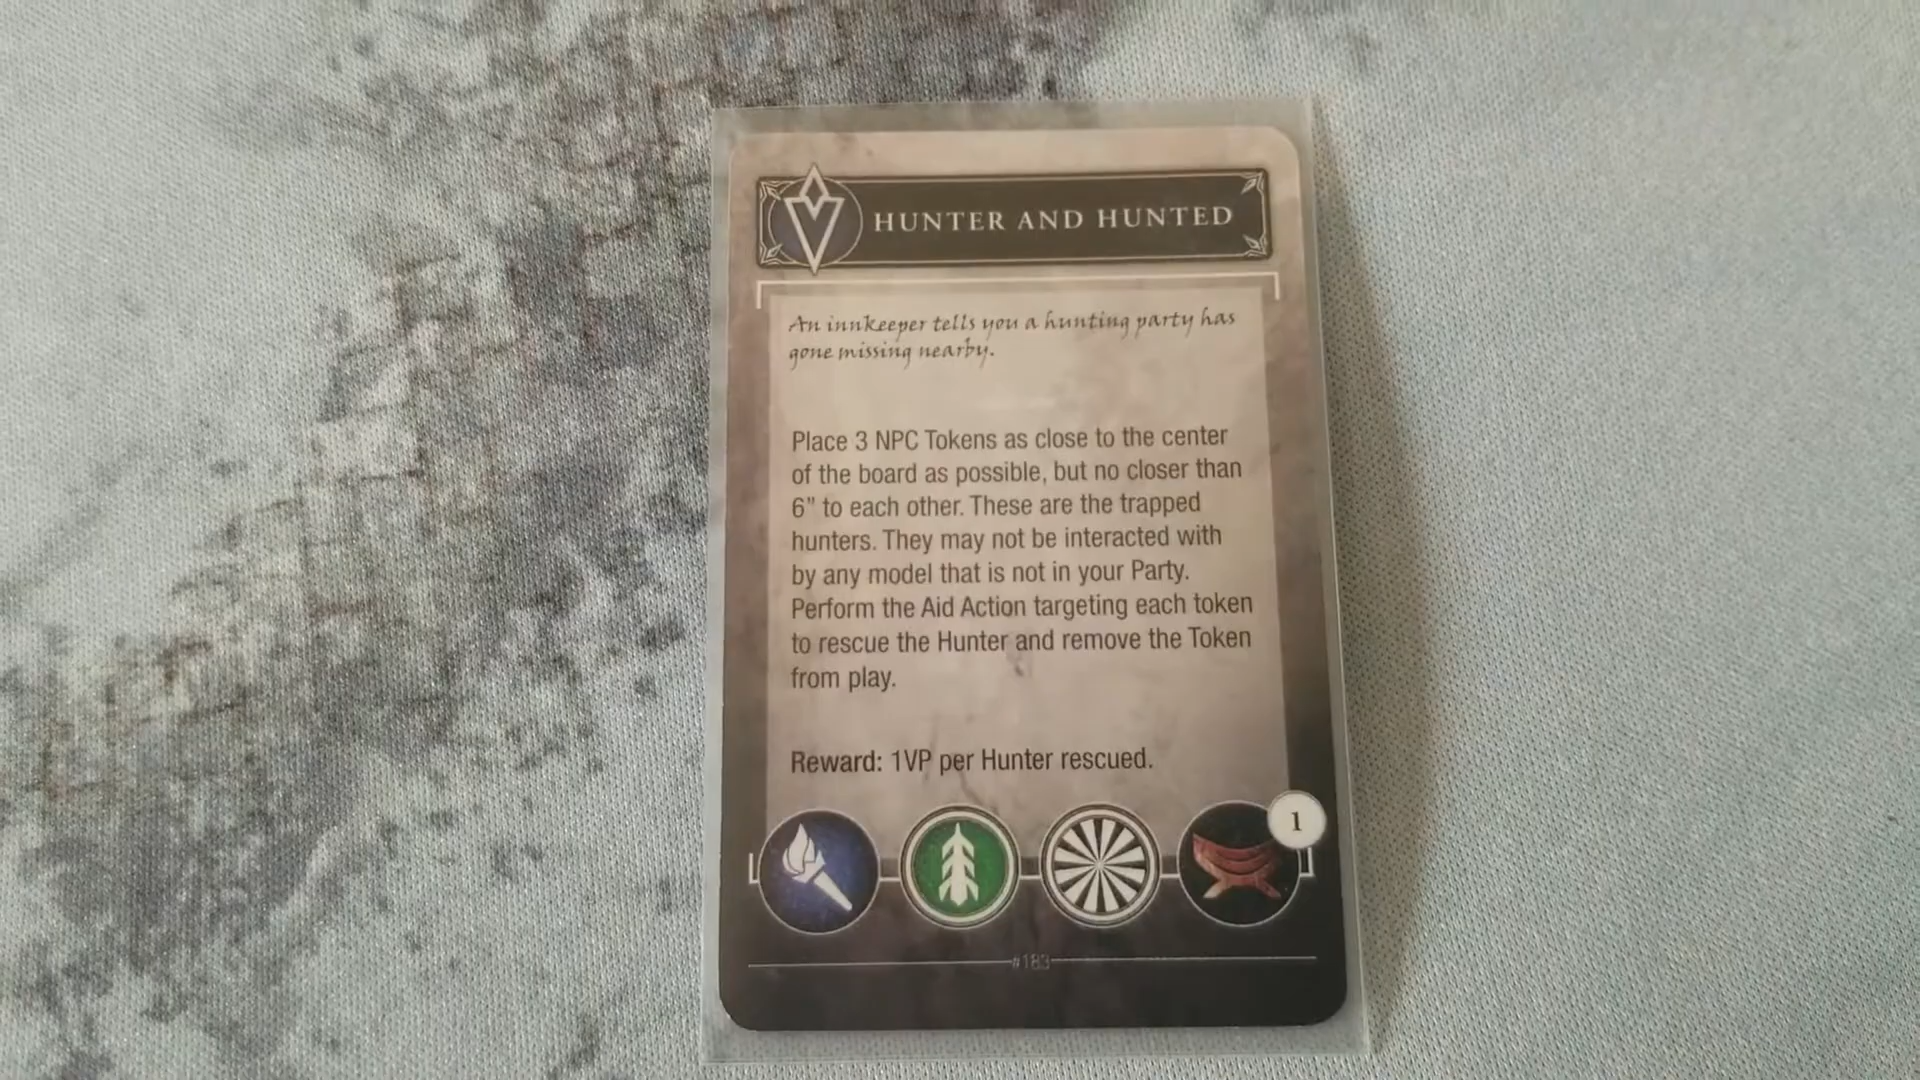 HUNTER AND HUNTED
An innkeeper tells you a hunting party has
gone missing nearby.
Place 3 NPC Tokens as close to the center
of the board as possible, but no closer than
6" to each other. These are the trapped
hunters. They may not be interacted with
by any model that is not in your Party.
Perform the Aid Action targeting each token
to rescue the Hunter and remove the Token
from play.
Reward: 1VP per Hunter rescued.
1
#183